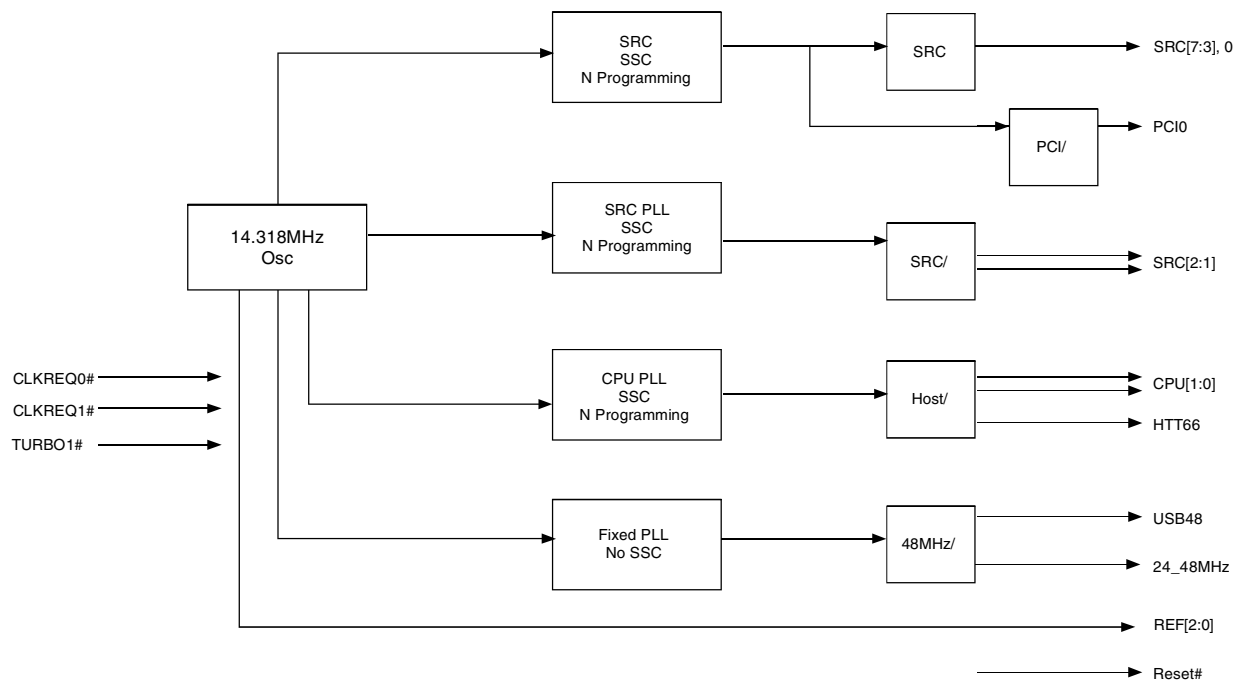 SRC
SSC
N Programming
SRC
SRC[7:3], 0
PCI/
PCI0
14.318MHz
Osc
SRC PLL
SSC
N Programming
SRC/
SRC[2:1]
CLKREQ0#
CLKREQ1#
TURBO1#
CPU PLL
SSC
N Programming
Host/
CPU[1:0]
HTT66
Fixed PLL
No SSC
48MHz/
USB48
24_48MHz
REF[2:0]
Reset#